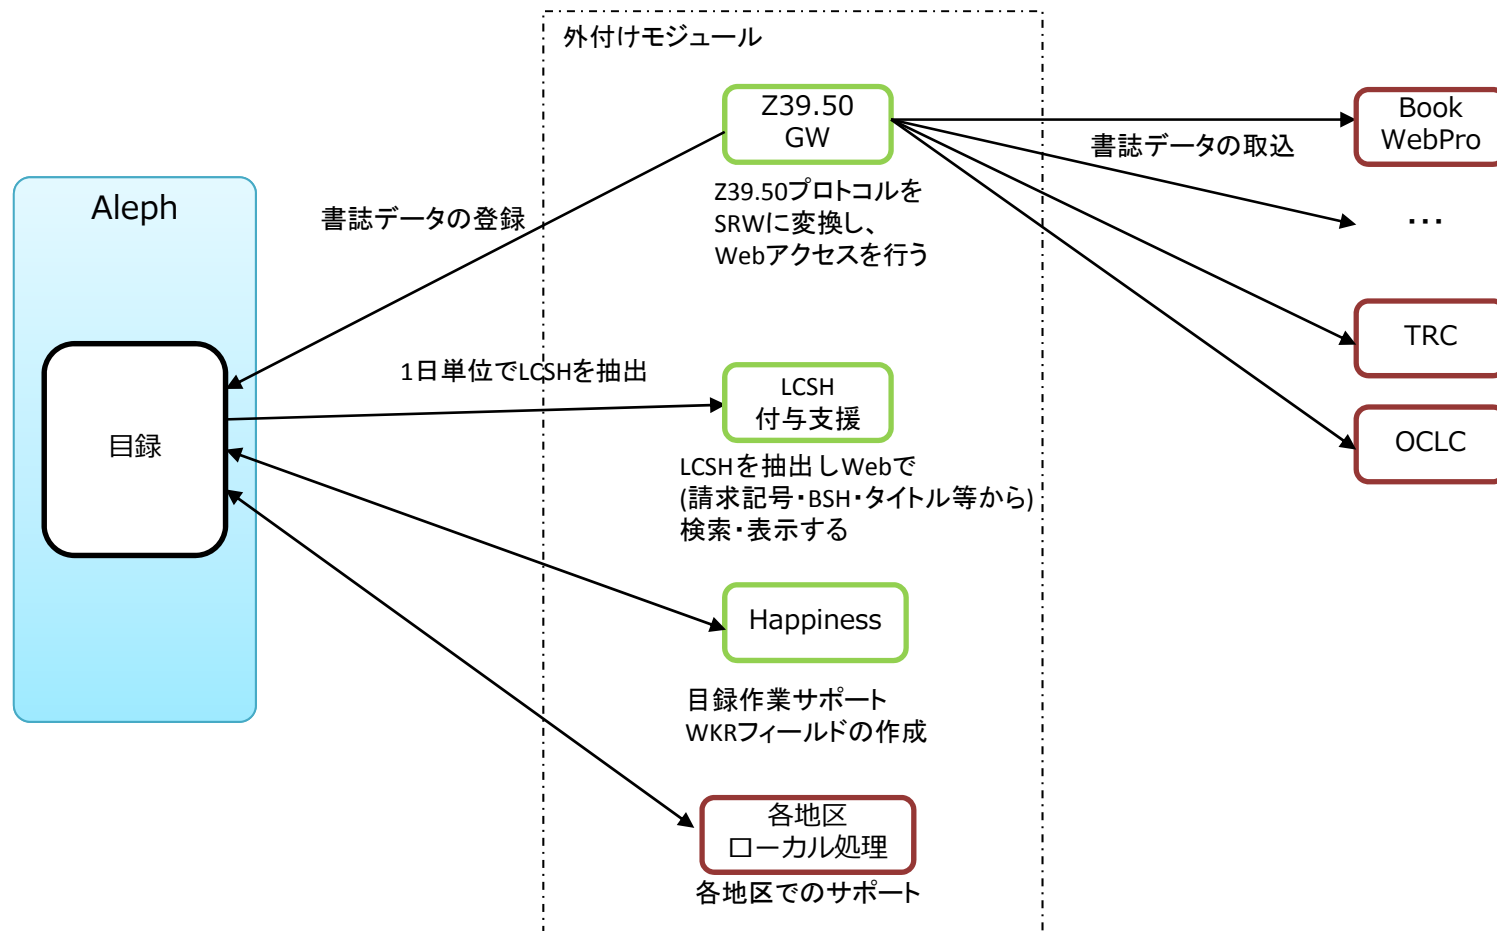 外付けモジュール
Z39.50
GW
Z39.50プロトコルを
SRWに変換し、
Webアクセスを行う
書誌データの取込
Book
WebPro
・・・
TRC
OCLC
Aleph
目録
書誌データの登録
1日単位でLCSHを抽出
LCSH
付与支援
LCSHを抽出しWebで
(請求記号・BSH・タイトル等から)
検索・表示する
Happiness
目録作業サポート
WKRフィールドの作成
各地区
ローカル処理
各地区でのサポート